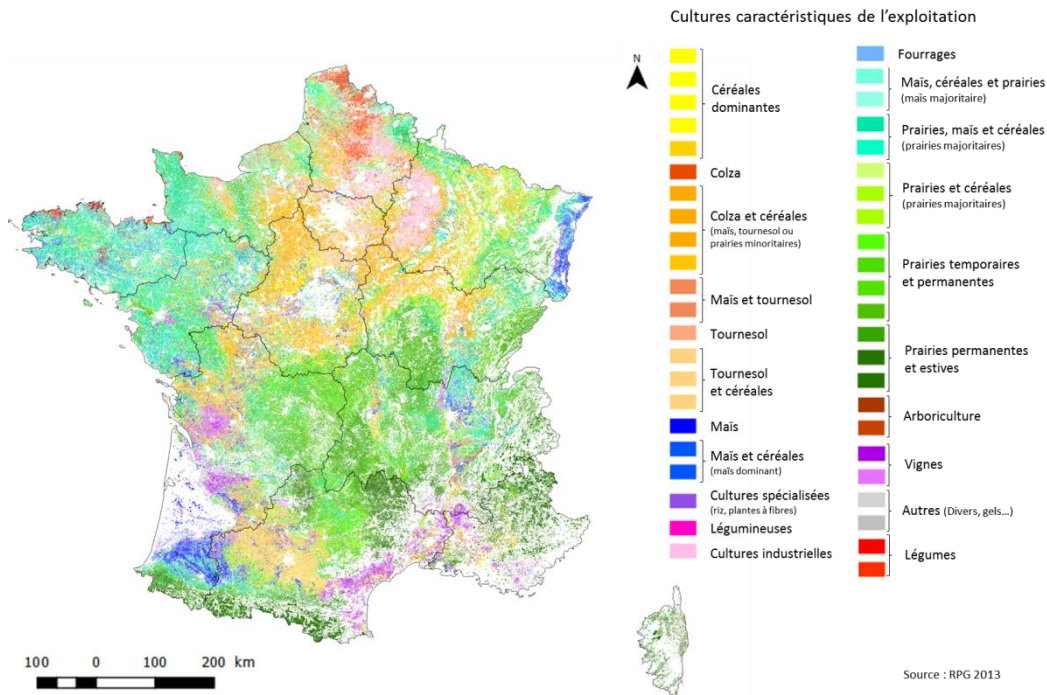 Cultures caractéristiques de l’exploitation
N
Céréales
dominantes
Colza
Colza et céréales
(maïs, tournesol ou
prairies minoritaires)
Maïs et tournesol
Tournesol
Tournesol
et céréales
Maïs
Maïs et céréales
(maïs dominant)
Cultures spécialisées
(riz, plantes à fibres)
Légumineuses
Cultures industrielles
Fourrages
Maïs, céréales et prairies
(maïs majoritaire)
Prairies, maïs et céréales
(prairies majoritaires)
Prairies et céréales
(prairies majoritaires)
Prairies temporaires
et permanentes
Prairies permanentes
et estives
Arboriculture
Vignes
Autres (Divers, gels…)
Légumes
100 0 100 200 km
Source : RPG 2013